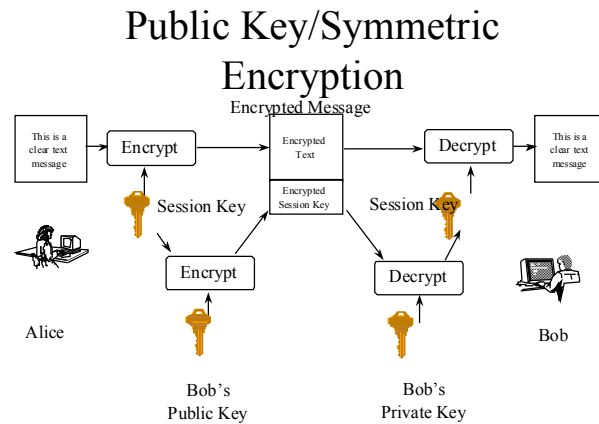 Public Key/Symmetric
Encryption
Encrypted Message
This is a
clear text
message
Encrypt
Encrypted
Text
Decrypt
This is a
clear text
message
Encrypted
Session Key
Session Key
Session Key
Encrypt
Decrypt
Alice
Bob
Bob's
Public Key
Bob's
Private Key